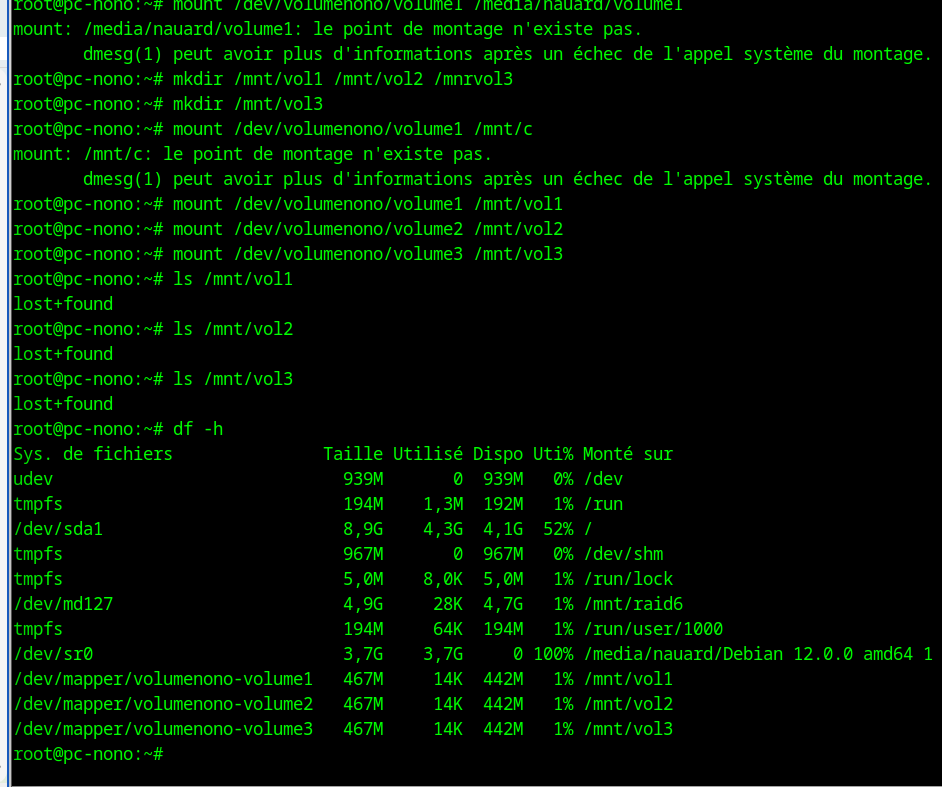 root@pc-nono:~# mount /dev/volumenono/volume1 /media/nauard/volume1
mount: /media/nauard/volume1: le point de montage n'existe pas.
       dmesg(1) peut avoir plus d'informations après un échec de l'appel système du montage.
root@pc-nono:~# mkdir /mnt/vol1 /mnt/vol2 /mnrvol3
root@pc-nono:~# mkdir /mnt/vol3
root@pc-nono:~# mount /dev/volumenono/volume1 /mnt/c
mount: /mnt/c: le point de montage n'existe pas.
       dmesg(1) peut avoir plus d'informations après un échec de l'appel système du montage.
root@pc-nono:~# mount /dev/volumenono/volume1 /mnt/vol1
root@pc-nono:~# mount /dev/volumenono/volume2 /mnt/vol2
root@pc-nono:~# mount /dev/volumenono/volume3 /mnt/vol3
root@pc-nono:~# ls /mnt/vol1
lost+found
root@pc-nono:~# ls /mnt/vol2
lost+found
root@pc-nono:~# ls /mnt/vol3
lost+found
root@pc-nono:~# df -h
Sys. de fichiers               Taille Utilisé Dispo Uti% Monté sur
udev                             939M       0  939M   0% /dev
tmpfs                            194M    1,3M  192M   1% /run
/dev/sda1                        8,9G    4,3G  4,1G  52% /
tmpfs                            967M       0  967M   0% /dev/shm
tmpfs                            5,0M    8,0K  5,0M   1% /run/lock
/dev/md127                       4,9G     28K  4,7G   1% /mnt/raid6
tmpfs                            194M     64K  194M   1% /run/user/1000
/dev/sr0                         3,7G    3,7G     0 100% /media/nauard/Debian 12.0.0 amd64 1
/dev/mapper/volumenono-volume1   467M     14K  442M   1% /mnt/vol1
/dev/mapper/volumenono-volume2   467M     14K  442M   1% /mnt/vol2
/dev/mapper/volumenono-volume3   467M     14K  442M   1% /mnt/vol3
root@pc-nono:~#